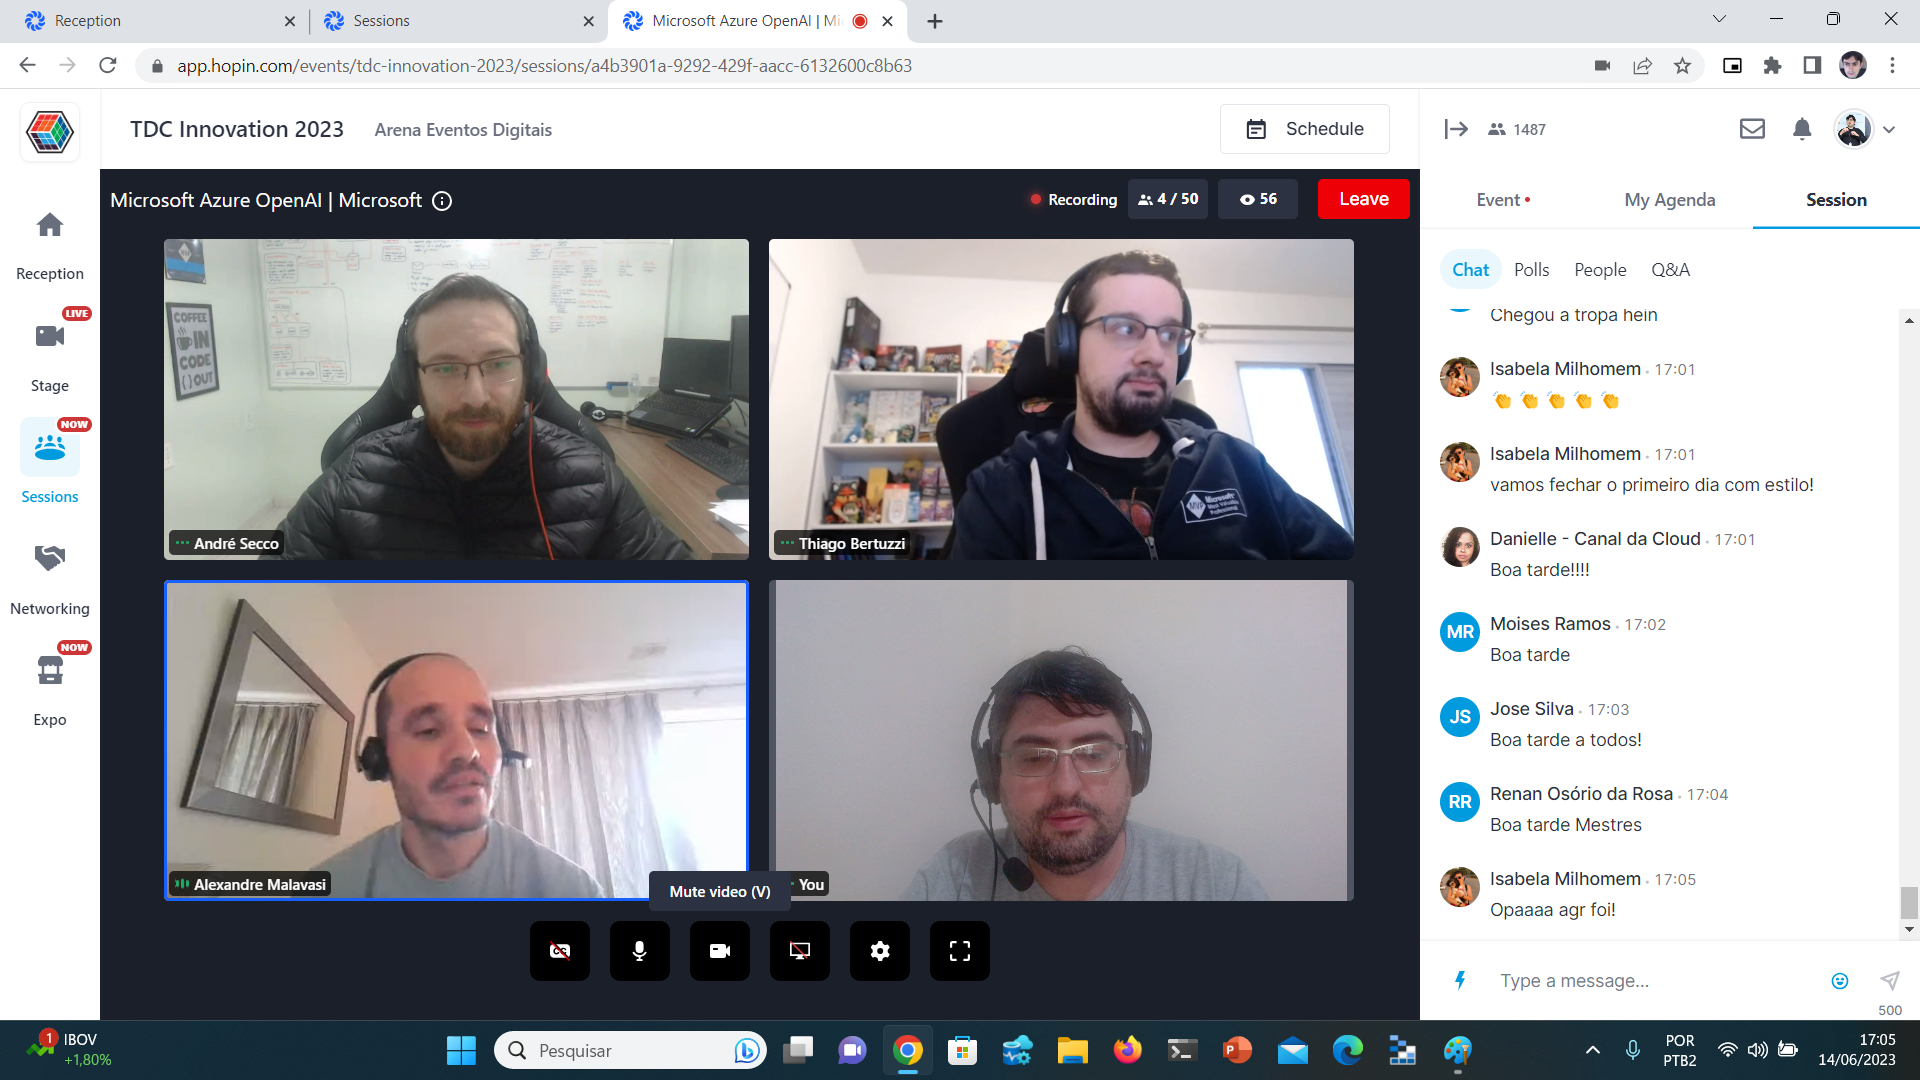 Reception
Sessions
Microsoft Azure OpenAI | Mi
app.hopin.com/events/tdc-innovation-2023/sessions/a4b3901a-9292-429f-aacc-6132600c8b63
TDC Innovation 2023
Arena Eventos Digitais
Schedule
1487
Microsoft Azure OpenAI | Microsoft
Recording
4 / 50
56
Leave
Event
My Agenda
Session
Reception
LIVE
Stage
NOW
Sessions
Networking
NOW
Expo
COFFEE
IN
CODE
{} OUT
André Secco
MVP
Microsoft
Most Valuable
Professional
Thiago Bertuzzi
Alexandre Malavasi
Mute video (V)
You
Chat
Polls
People
Q&A
Chegou a tropa hein
Isabela Milhomem · 17:01
👏 👏 👏 👏 👏
Isabela Milhomem · 17:01
vamos fechar o primeiro dia com estilo!
Danielle - Canal da Cloud · 17:01
Boa tarde!!!!
MR
Moises Ramos · 17:02
Boa tarde
JS
Jose Silva · 17:03
Boa tarde a todos!
RR
Renan Osório da Rosa · 17:04
Boa tarde Mestres
Isabela Milhomem · 17:05
Opaaaa agr foi!
Type a message...
500
1
IBOV
+1,80%
Pesquisar
POR
PTB2
17:05
14/06/2023